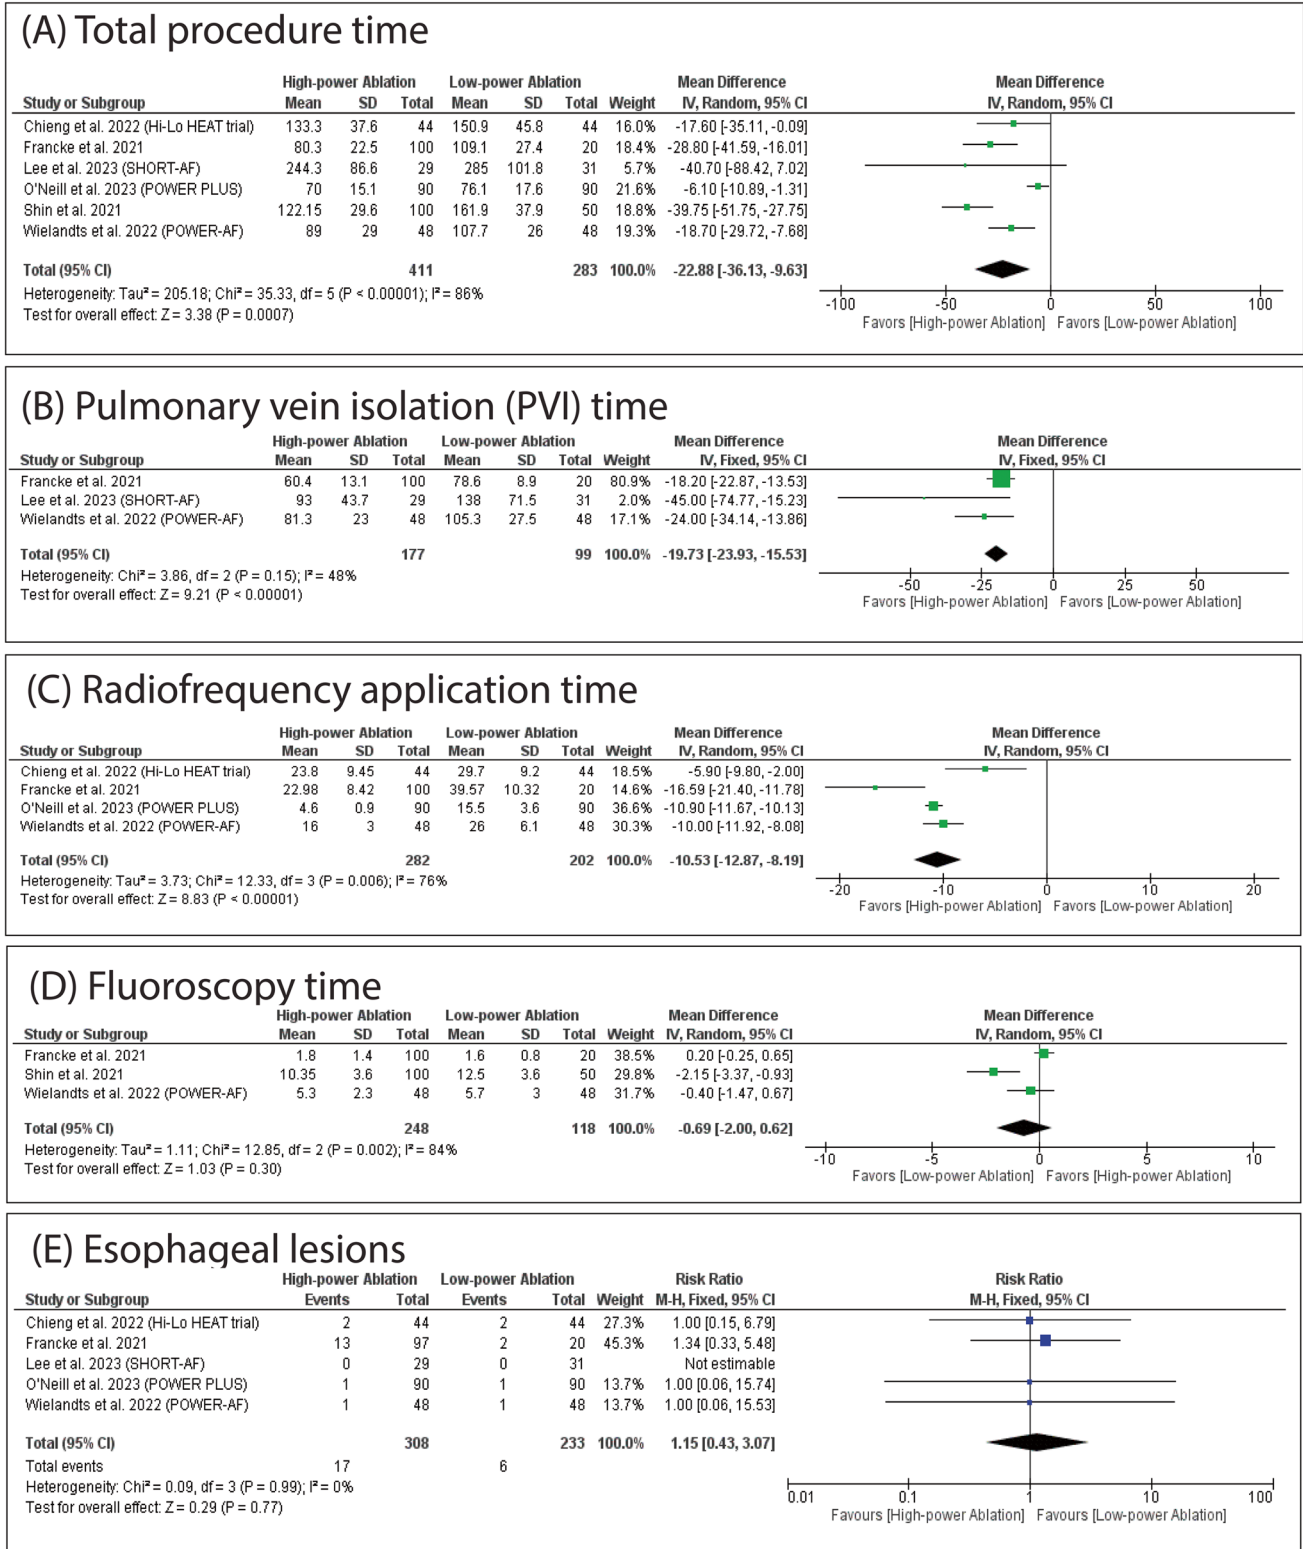 (A) Total procedure time
High-power Ablation Low-power Ablation Mean Difference Mean Difference
Study or Subgroup Mean SD Total Mean SD Total Weight IV, Random, 95% CI IV, Random, 95% CI
Chieng et al. 2022 (Hi-Lo HEAT trial) 133.3 37.6 44 150.9 45.8 44 16.0% -17.60 [-35.11, -0.09]
Francke et al. 2021 80.3 22.5 100 109.1 27.4 20 18.4% -28.80 [-41.59, -16.01]
Lee et al. 2023 (SHORT-AF) 244.3 86.6 29 285 101.8 31 5.7% -40.70 [-88.42, 7.02]
O'Neill et al. 2023 (POWER PLUS) 70 15.1 90 76.1 17.6 90 21.6% -6.10 [-10.89, -1.31]
Shin et al. 2021 122.15 29.6 100 161.9 37.9 50 18.8% -39.75 [-51.75, -27.75]
Wielandts et al. 2022 (POWER-AF) 89 29 48 107.7 26 48 19.3% -18.70 [-29.72, -7.68]
Total (95% CI) 411 283 100.0% -22.88 [-36.13, -9.63]
Heterogeneity: Tau² = 205.18; Chi² = 35.33, df = 5 (P < 0.00001); I² = 86%
Test for overall effect: Z = 3.38 (P = 0.0007)
-100 -50 0 50 100
Favors [High-power Ablation] Favors [Low-power Ablation]
(B) Pulmonary vein isolation (PVI) time
High-power Ablation Low-power Ablation Mean Difference Mean Difference
Study or Subgroup Mean SD Total Mean SD Total Weight IV, Fixed, 95% CI IV, Fixed, 95% CI
Francke et al. 2021 60.4 13.1 100 78.6 8.9 20 80.9% -18.20 [-22.87, -13.53]
Lee et al. 2023 (SHORT-AF) 93 43.7 29 138 71.5 31 2.0% -45.00 [-74.77, -15.23]
Wielandts et al. 2022 (POWER-AF) 81.3 23 48 105.3 27.5 48 17.1% -24.00 [-34.14, -13.86]
Total (95% CI) 177 99 100.0% -19.73 [-23.93, -15.53]
Heterogeneity: Chi² = 3.86, df = 2 (P = 0.15); I² = 48%
Test for overall effect: Z = 9.21 (P < 0.00001)
-50 -25 0 25 50
Favors [High-power Ablation] Favors [Low-power Ablation]
(C) Radiofrequency application time
High-power Ablation Low-power Ablation Mean Difference Mean Difference
Study or Subgroup Mean SD Total Mean SD Total Weight IV, Random, 95% CI IV, Random, 95% CI
Chieng et al. 2022 (Hi-Lo HEAT trial) 23.8 9.45 44 29.7 9.2 44 18.5% -5.90 [-9.80, -2.00]
Francke et al. 2021 22.98 8.42 100 39.57 10.32 20 14.6% -16.59 [-21.40, -11.78]
O'Neill et al. 2023 (POWER PLUS) 4.6 0.9 90 15.5 3.6 90 36.6% -10.90 [-11.67, -10.13]
Wielandts et al. 2022 (POWER-AF) 16 3 48 26 6.1 48 30.3% -10.00 [-11.92, -8.08]
Total (95% CI) 282 202 100.0% -10.53 [-12.87, -8.19]
Heterogeneity: Tau² = 3.73; Chi² = 12.33, df = 3 (P = 0.006); I² = 76%
Test for overall effect: Z = 8.83 (P < 0.00001)
-20 -10 0 10 20
Favors [High-power Ablation] Favors [Low-power Ablation]
(D) Fluoroscopy time
High-power Ablation Low-power Ablation Mean Difference Mean Difference
Study or Subgroup Mean SD Total Mean SD Total Weight IV, Random, 95% CI IV, Random, 95% CI
Francke et al. 2021 1.8 1.4 100 1.6 0.8 20 38.5% 0.20 [-0.25, 0.65]
Shin et al. 2021 10.35 3.6 100 12.5 3.6 50 29.8% -2.15 [-3.37, -0.93]
Wielandts et al. 2022 (POWER-AF) 5.3 2.3 48 5.7 3 48 31.7% -0.40 [-1.47, 0.67]
Total (95% CI) 248 118 100.0% -0.69 [-2.00, 0.62]
Heterogeneity: Tau² = 1.11; Chi² = 12.85, df = 2 (P = 0.002); I² = 84%
Test for overall effect: Z = 1.03 (P = 0.30)
-10 -5 0 5 10
Favors [Low-power Ablation] Favors [High-power Ablation]
(E) Esophageal lesions
High-power Ablation Low-power Ablation Risk Ratio Risk Ratio
Study or Subgroup Events Total Events Total Weight M-H, Fixed, 95% CI M-H, Fixed, 95% CI
Chieng et al. 2022 (Hi-Lo HEAT trial) 2 44 2 44 27.3% 1.00 [0.15, 6.79]
Francke et al. 2021 13 97 2 20 45.3% 1.34 [0.33, 5.48]
Lee et al. 2023 (SHORT-AF) 0 29 0 31 Not estimable
O'Neill et al. 2023 (POWER PLUS) 1 90 1 90 13.7% 1.00 [0.06, 15.74]
Wielandts et al. 2022 (POWER-AF) 1 48 1 48 13.7% 1.00 [0.06, 15.53]
Total (95% CI) 308 233 100.0% 1.15 [0.43, 3.07]
Total events 17 6
Heterogeneity: Chi² = 0.09, df = 3 (P = 0.99); I² = 0%
Test for overall effect: Z = 0.29 (P = 0.77)
0.01 0.1 1 10 100
Favours [High-power Ablation] Favours [Low-power Ablation]